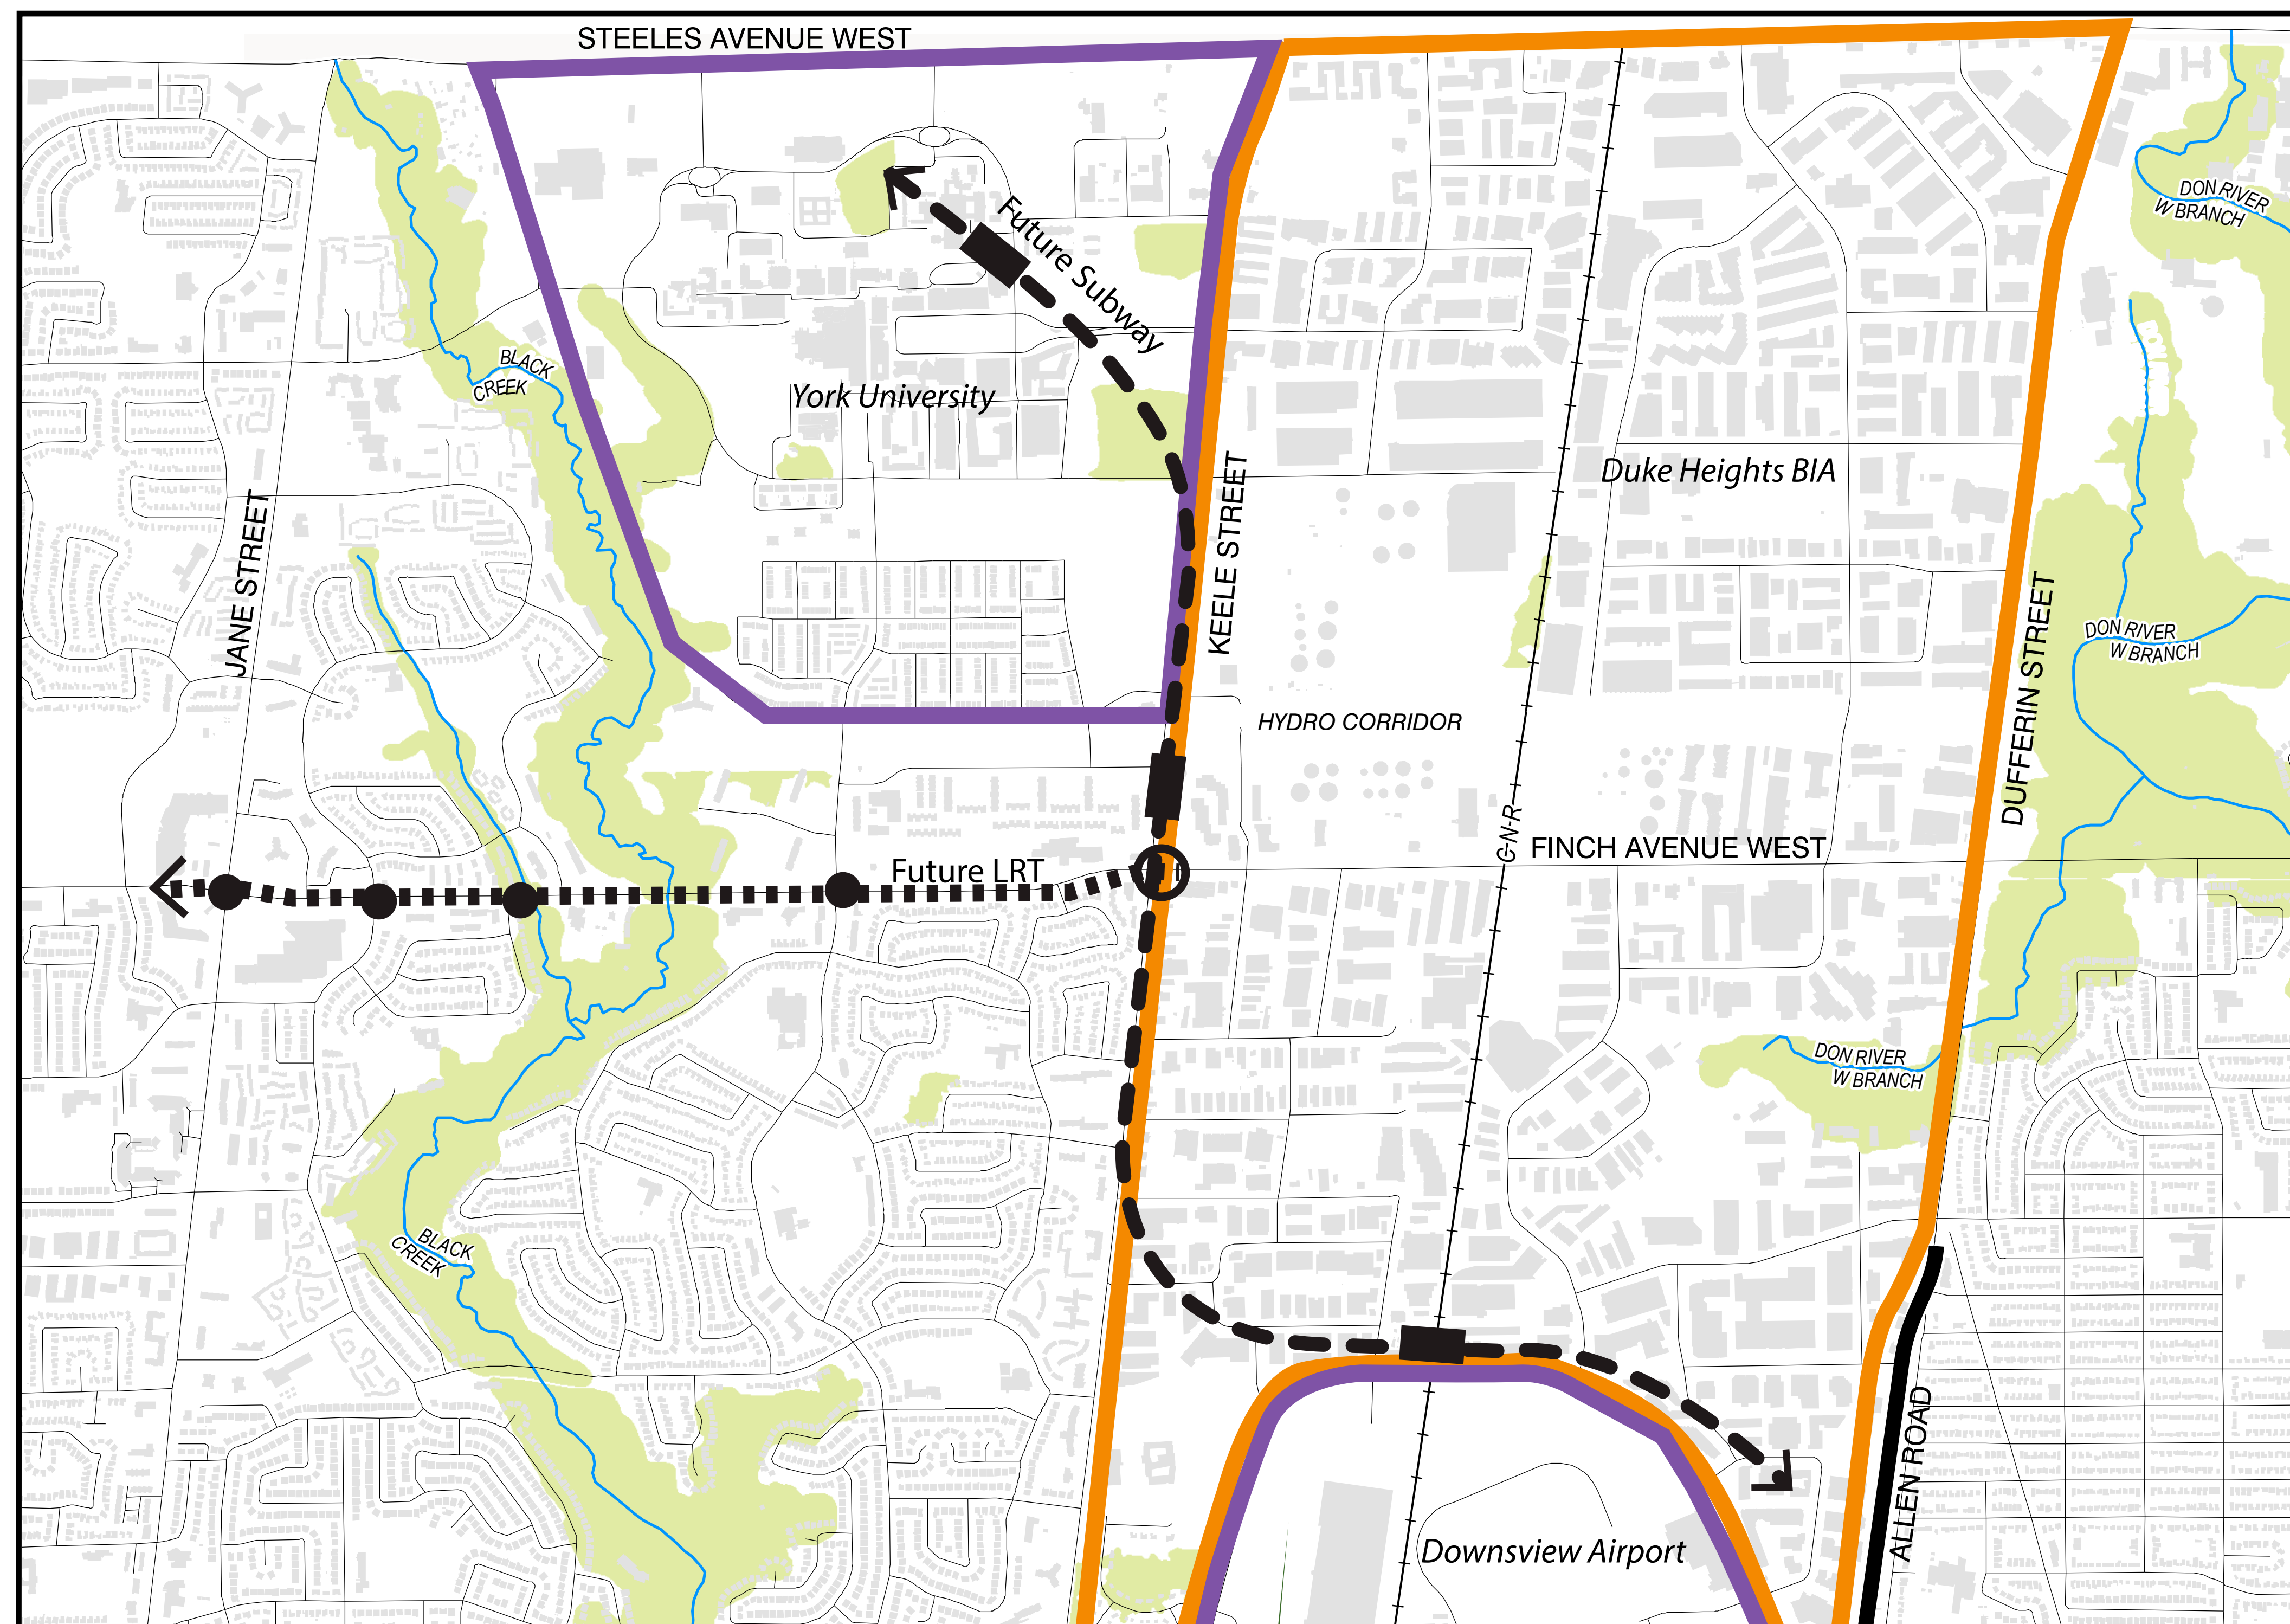 STEELES AVENUE WEST
DON RIVER
W BRANCH
Future Subway
BLACK
CREEK
York University
Duke Heights BIA
KEELE STREET
JANE STREET
DUFFERIN STREET
DON RIVER
W BRANCH
HYDRO CORRIDOR
C-N-R
FINCH AVENUE WEST
Future LRT
DON RIVER
W BRANCH
BLACK
CREEK
ALLEN ROAD
Downsview Airport